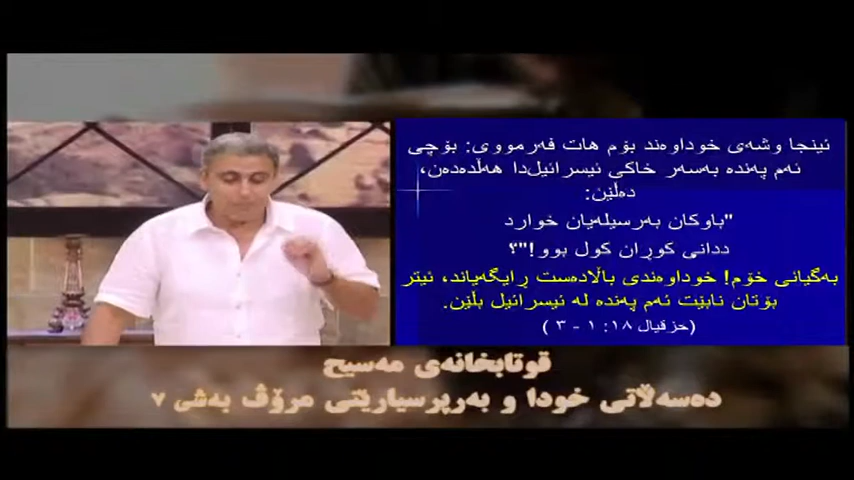 ئینجا وشەی خوداوەند بۆم هات فەرمووی: بۆچی
ئەم پەندە بەسەر خاکی ئیسرائیلدا هەڵدەدەن،
دەڵێن:
"باوکان بەرسیلەیان خوارد
ددانی کوڕان کول بوو!"؟
بەگیانی خۆم! خوداوەندی باڵادەست ڕایگەیاند، ئیتر
بۆتان نابێت ئەم پەندە لە ئیسرائیل بڵێن.
(حزقیال ١٨: ١ - ٣ )
قوتابخانەی مەسیح
دەسەڵاتی خودا و بەرپرسیارێتی مرۆڤ بەشی ٧